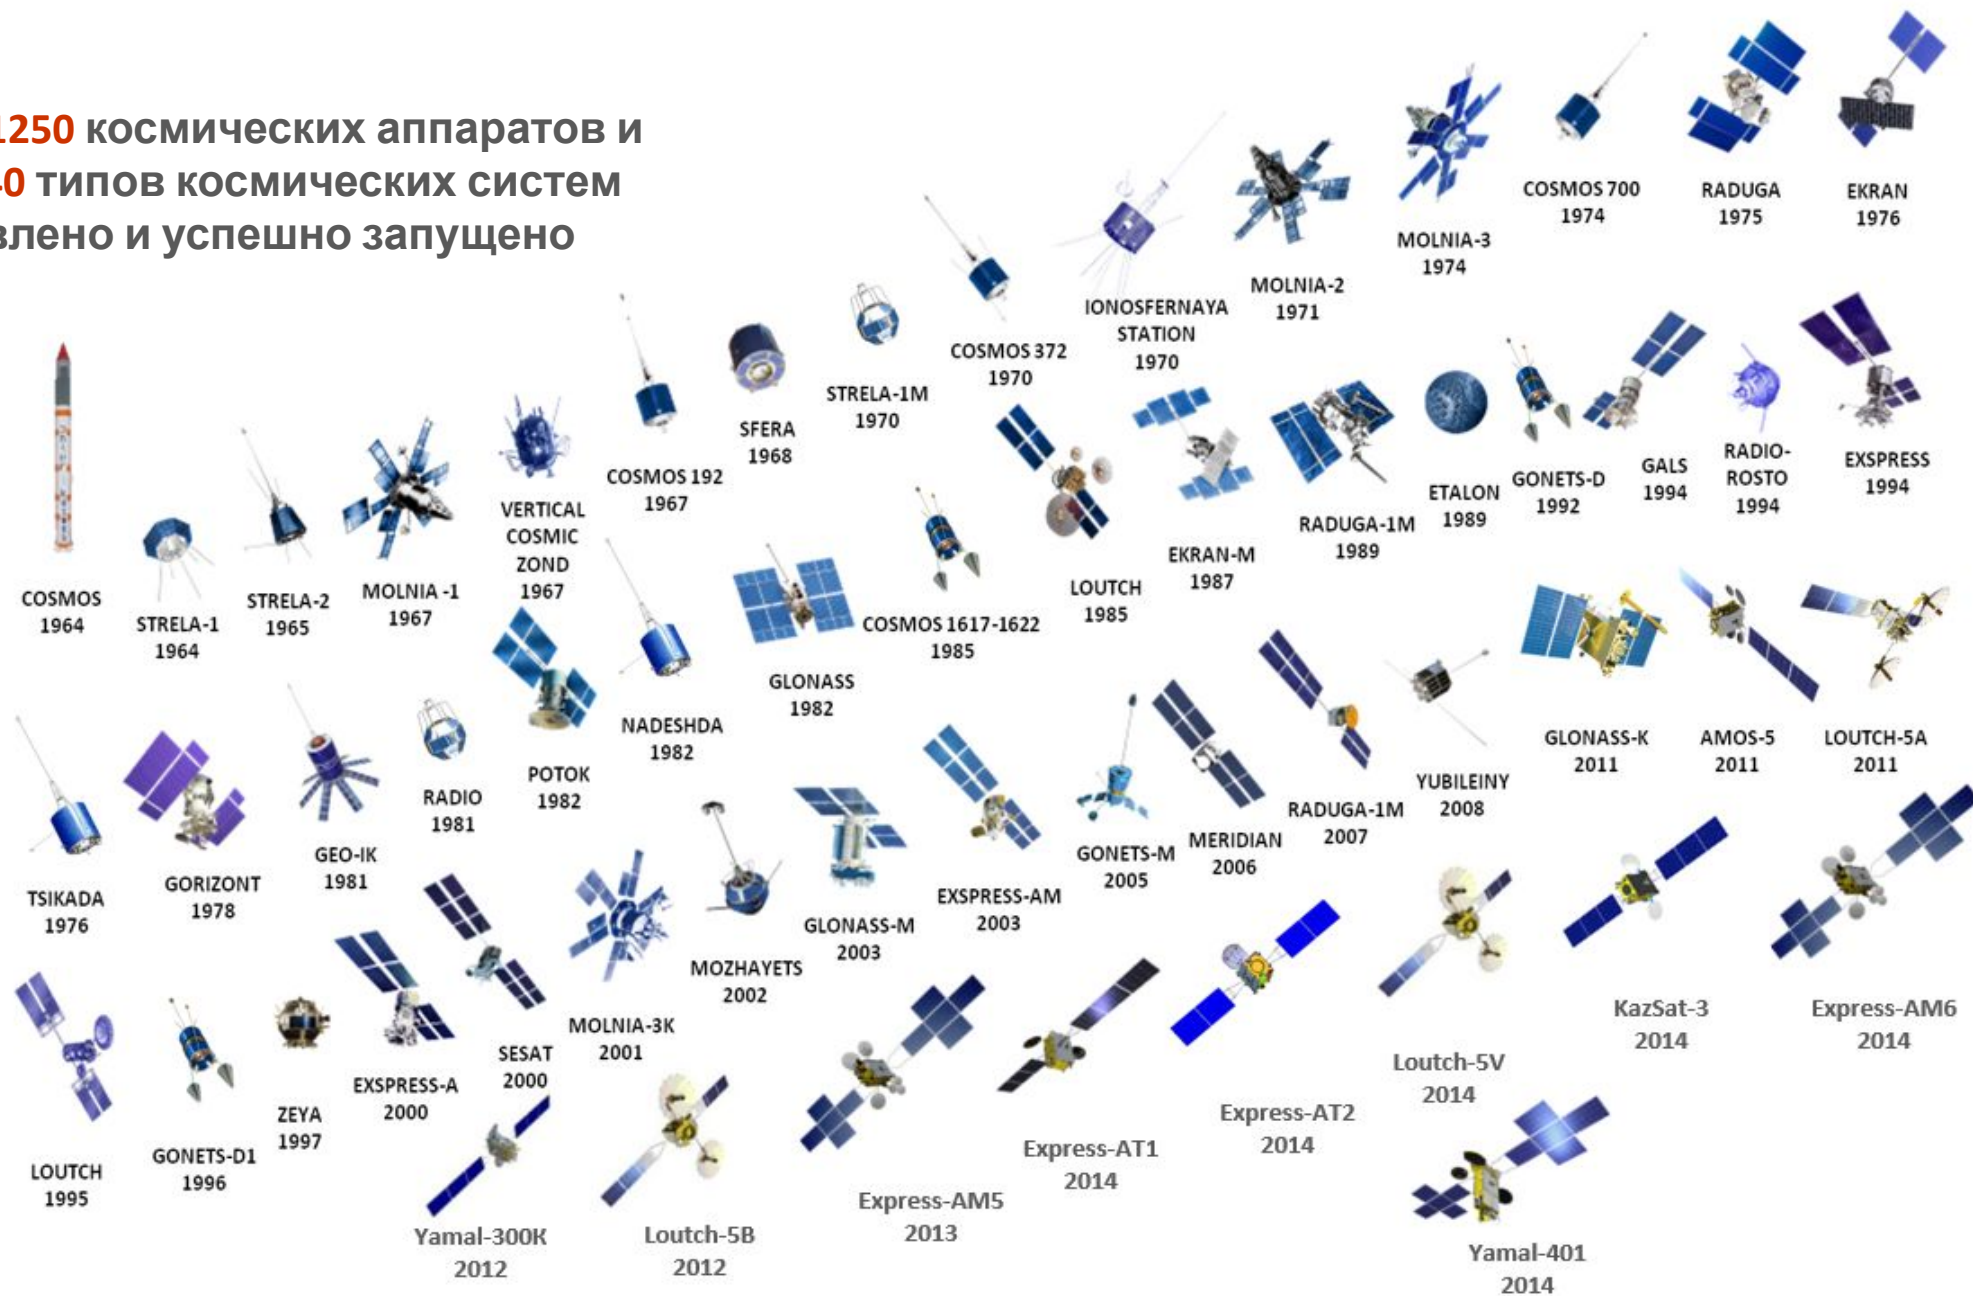 1250 космических аппаратов и
40 типов космических систем
влено и успешно запущено
COSMOS
1964
STRELA-1
1964
STRELA-2
1965
MOLNIA -1
1967
VERTICAL
COSMIC
ZOND
1967
COSMOS 192
1967
SFERA
1968
STRELA-1M
1970
COSMOS 372
1970
IONOSFERNAYA
STATION
1970
MOLNIA-2
1971
MOLNIA-3
1974
COSMOS 700
1974
RADUGA
1975
EKRAN
1976
TSIKADA
1976
GORIZONT
1978
GEO-IK
1981
RADIO
1981
POTOK
1982
NADESHDA
1982
GLONASS
1982
COSMOS 1617-1622
1985
LOUTCH
1985
EKRAN-M
1987
RADUGA-1M
1989
ETALON
1989
GONETS-D
1992
GALS
1994
RADIO-
ROSTO
1994
EXSPRESS
1994
LOUTCH
1995
GONETS-D1
1996
ZEYA
1997
EXSPRESS-A
2000
SESAT
2000
MOLNIA-3K
2001
MOZHAYETS
2002
GLONASS-M
2003
EXSPRESS-AM
2003
GONETS-M
2005
MERIDIAN
2006
RADUGA-1M
2007
YUBILEINY
2008
GLONASS-K
2011
AMOS-5
2011
LOUTCH-5A
2011
Yamal-300K
2012
Loutch-5B
2012
Express-AM5
2013
Express-AT1
2014
Express-AT2
2014
Loutch-5V
2014
KazSat-3
2014
Express-AM6
2014
Yamal-401
2014